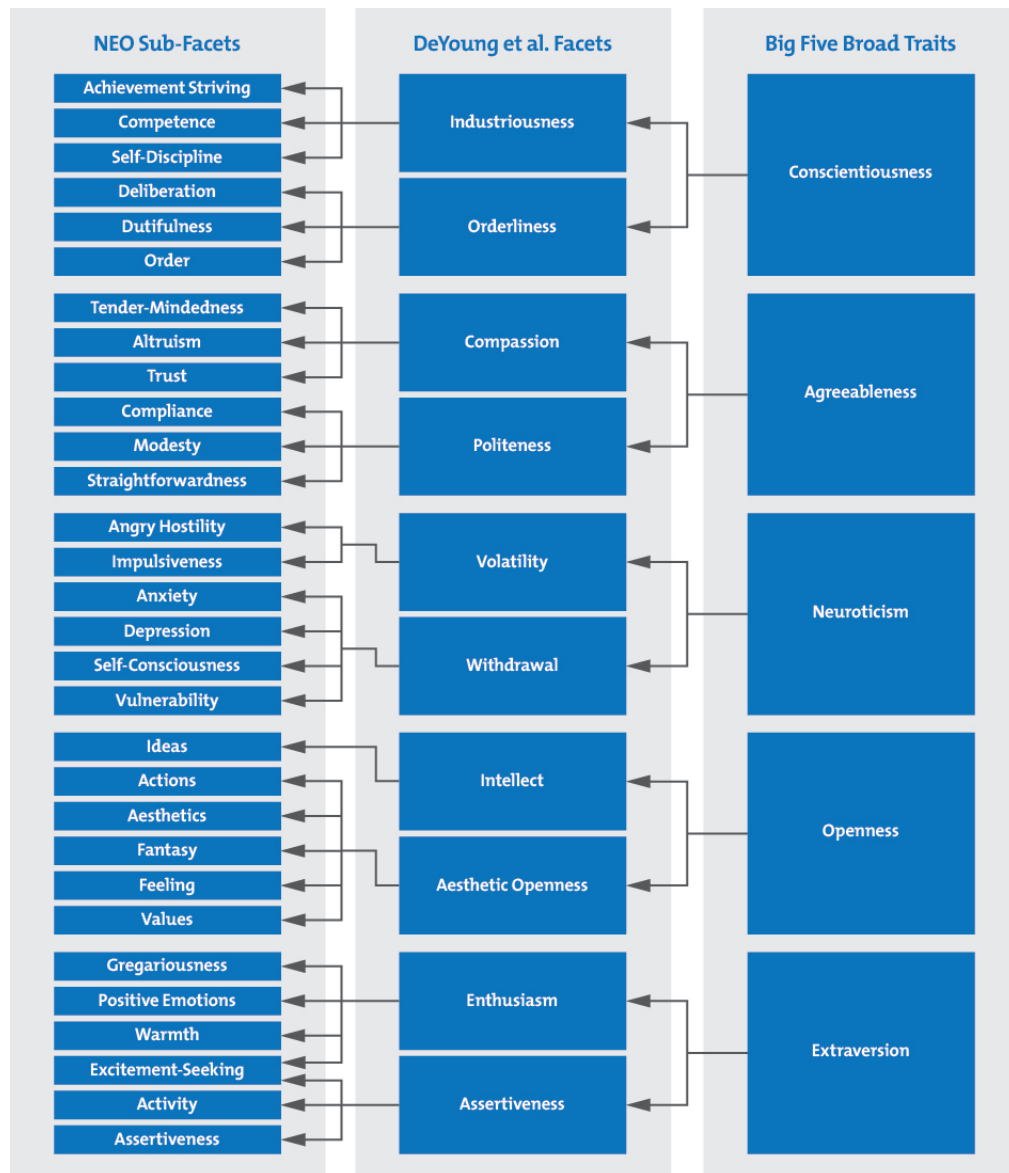 NEO Sub-Facets
Achievement Striving
Competence
Self-Discipline
Deliberation
Dutifulness
Order
Tender-Mindedness
Altruism
Trust
Compliance
Modesty
Straightforwardness
Angry Hostility
Impulsiveness
Anxiety
Depression
Self-Consciousness
Vulnerability
Ideas
Actions
Aesthetics
Fantasy
Feeling
Values
Gregariousness
Positive Emotions
Warmth
Excitement-Seeking
Activity
Assertiveness
DeYoung et al. Facets
Industriousness
Orderliness
Compassion
Politeness
Volatility
Withdrawal
Intellect
Aesthetic Openness
Enthusiasm
Assertiveness
Big Five Broad Traits
Conscientiousness
Agreeableness
Neuroticism
Openness
Extraversion